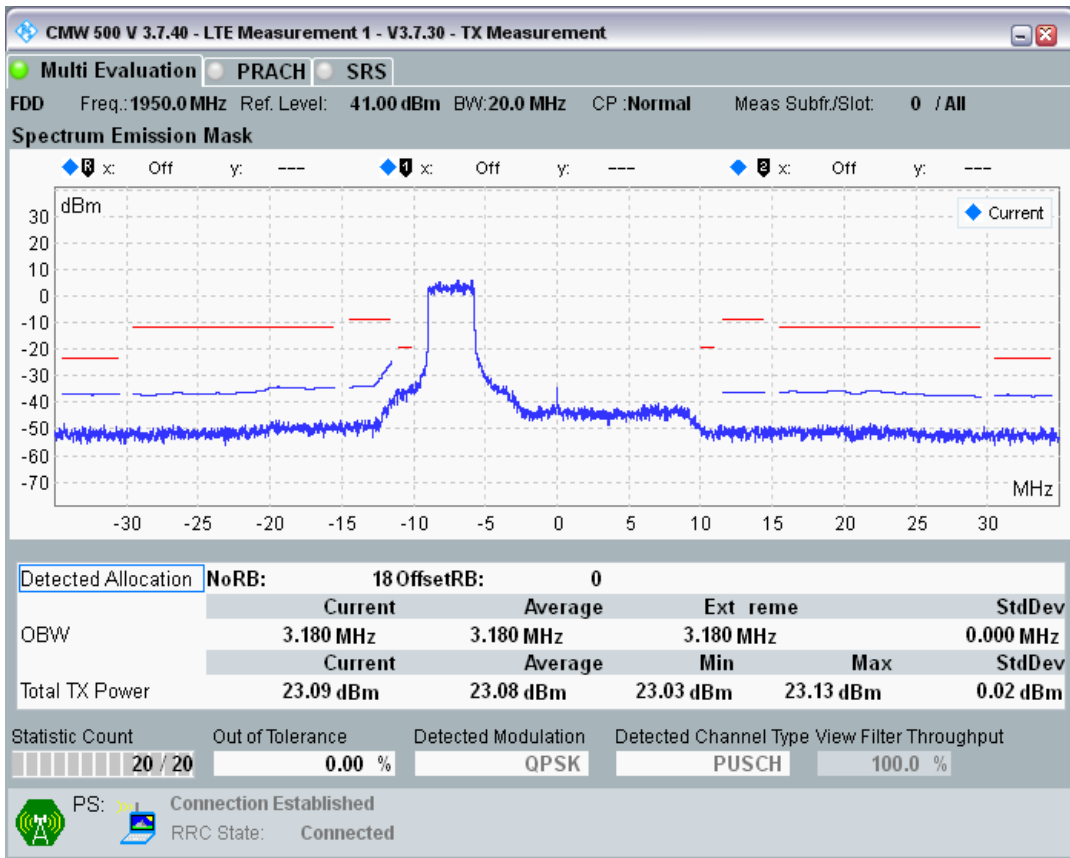 CMW 500 V 3.7.40 - LTE Measurement 1 - V3.7.30 - TX Measurement
Multi Evaluation PRACH SRS
FDD Freq.: 1950.0 MHz Ref. Level: 41.00 dBm BW: 20.0 MHz CP : Normal Meas Subfr./Slot: 0 / All
Spectrum Emission Mask
R x: Off y: --- 1 x: Off y: --- 2 x: Off y: ---
dBm
Current
30
20
10
0
-10
-20
-30
-40
-50
-60
-70
MHz
-30 -25 -20 -15 -10 -5 0 5 10 15 20 25 30
Detected Allocation NoRB: 18 OffsetRB: 0
Current Average Ext reme StdDev
OBW 3.180 MHz 3.180 MHz 3.180 MHz 0.000 MHz
Current Average Min Max StdDev
Total TX Power 23.09 dBm 23.08 dBm 23.03 dBm 23.13 dBm 0.02 dBm
Statistic Count Out of Tolerance Detected Modulation Detected Channel Type View Filter Throughput
20 / 20 0.00 % QPSK PUSCH 100.0 %
PS: Connection Established
RRC State: Connected